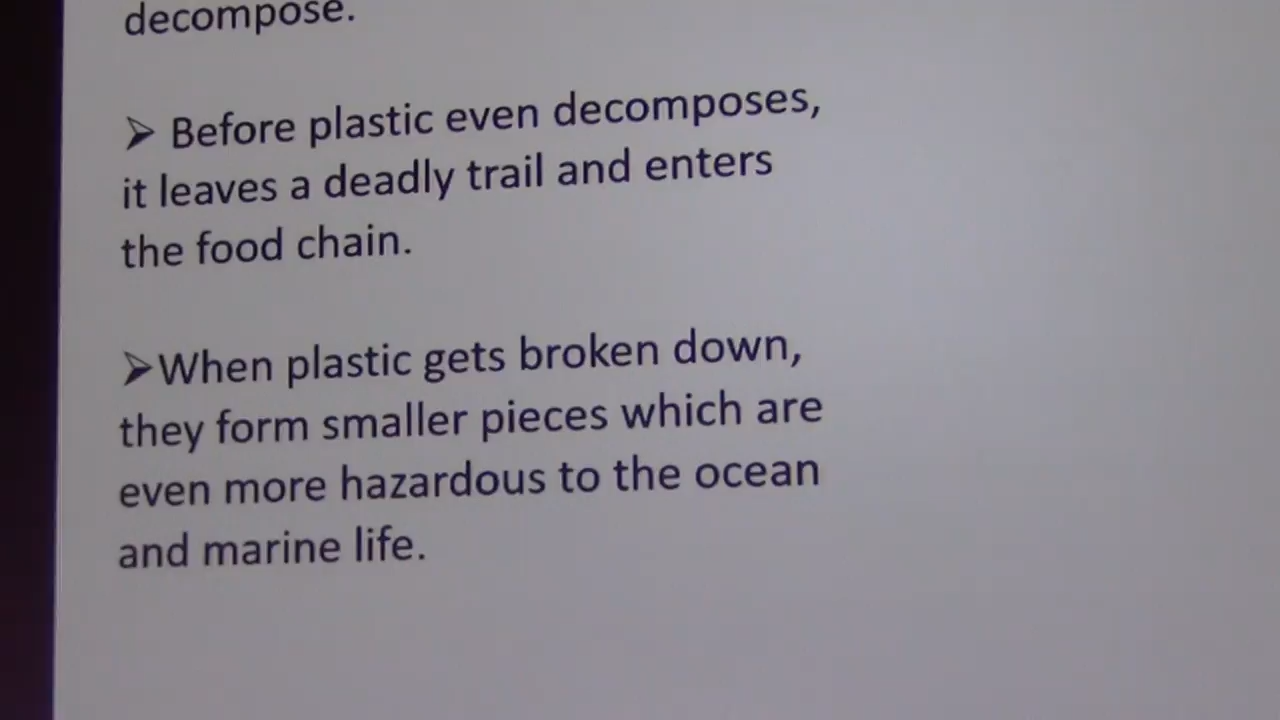 decompose.
➢ Before plastic even decomposes,
it leaves a deadly trail and enters
the food chain.
➢When plastic gets broken down,
they form smaller pieces which are
even more hazardous to the ocean
and marine life.